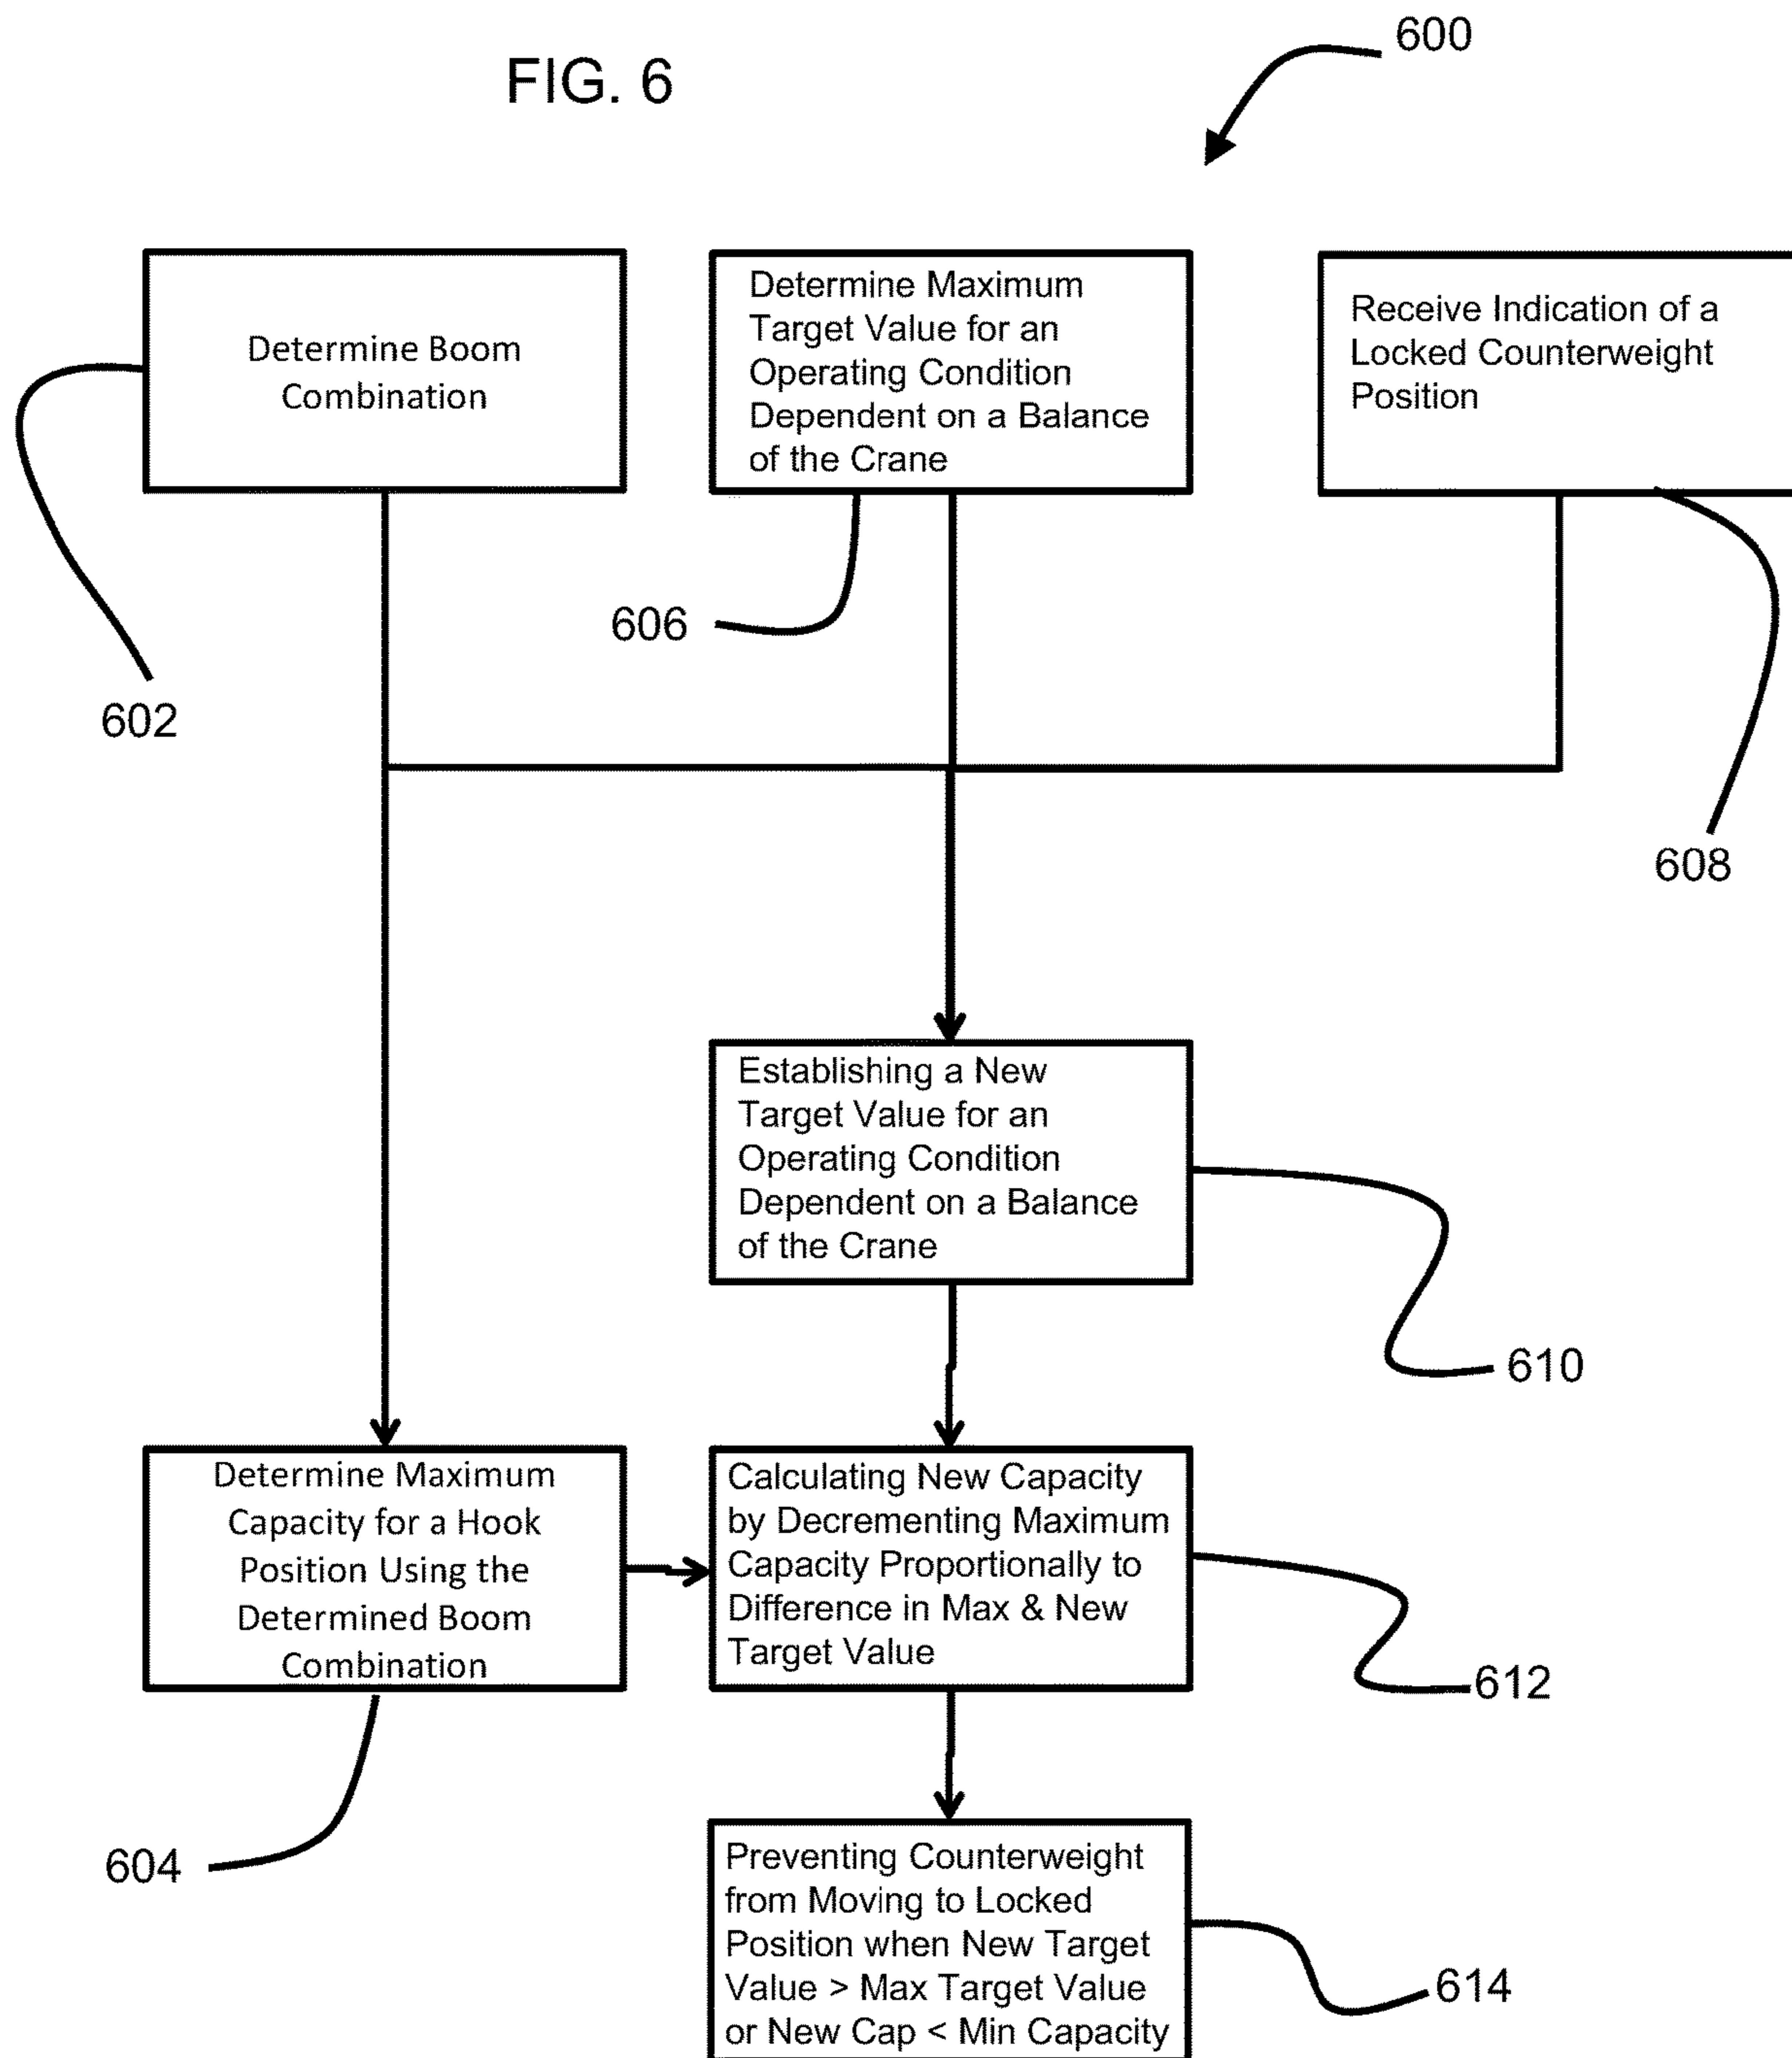 FIG. 6
600
Determine Boom
Combination
Determine Maximum
Target Value for an
Operating Condition
Dependent on a Balance
of the Crane
Receive Indication of a
Locked Counterweight
Position
606
602
608
Establishing a New
Target Value for an
Operating Condition
Dependent on a Balance
of the Crane
610
Determine Maximum
Capacity for a Hook
Position Using the
Determined Boom
Combination
Calculating New Capacity
by Decrementing Maximum
Capacity Proportionally to
Difference in Max & New
Target Value
612
604
Preventing Counterweight
from Moving to Locked
Position when New Target
Value > Max Target Value
or New Cap < Min Capacity
614